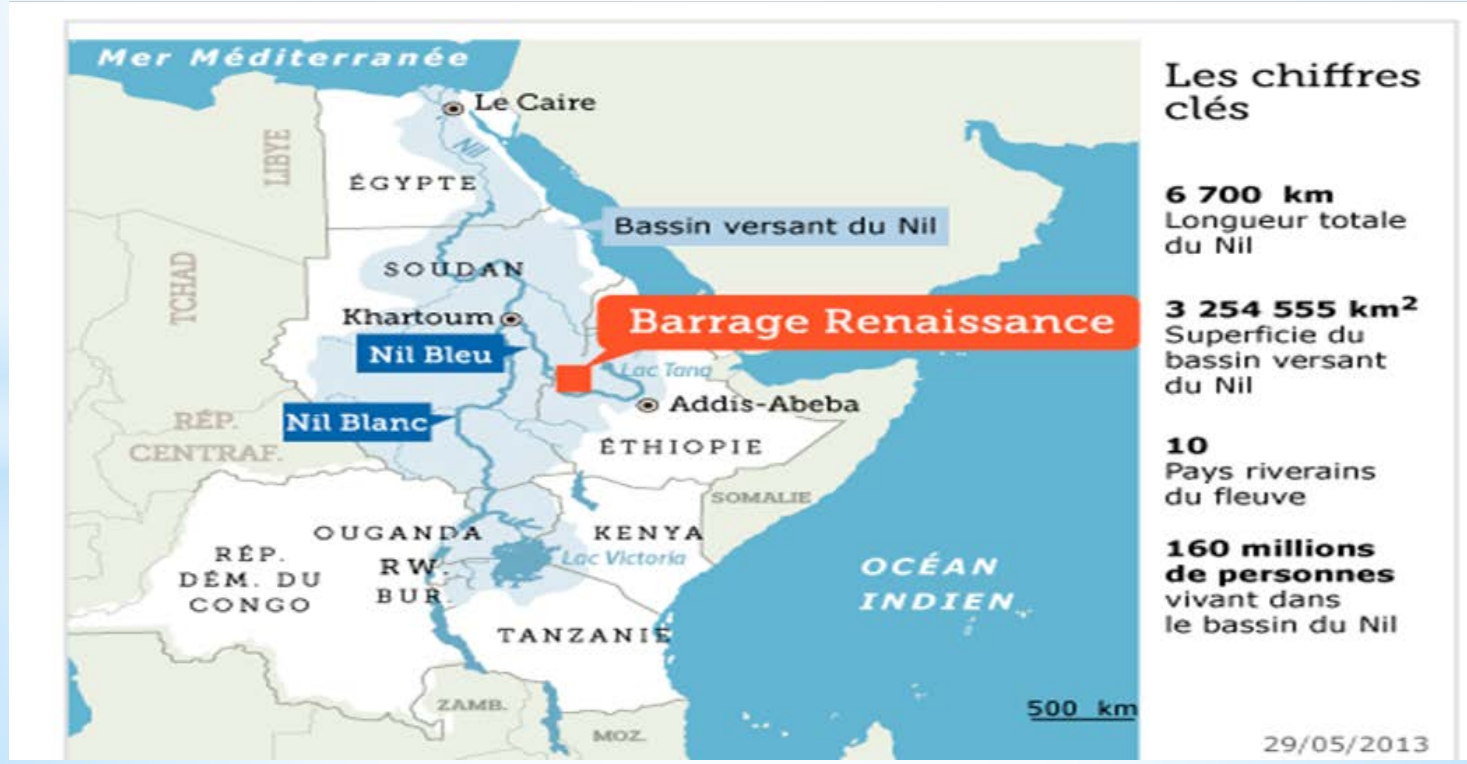 Mer Méditerranée
Le Caire
Nil
LIBYE
ÉGYPTE
Bassin versant du Nil
TCHAD
SOUDAN
Khartoum
Barrage Renaissance
Nil Bleu
Lac Tana
Addis-Abeba
Nil Blanc
RÉP.
CENTRAF.
ÉTHIOPIE
SOMALIE
OUGANDA
KENYA
RÉP.
DÉM. DU
CONGO
RW.
BUR.
Lac Victoria
OCÉAN
INDIEN
TANZANIE
ZAMB.
MOZ.
500 km
Les chiffres
clés
6 700 km
Longueur totale
du Nil
3 254 555 km²
Superficie du
bassin versant
du Nil
10
Pays riverains
du fleuve
160 millions
de personnes
vivant dans
le bassin du Nil
29/05/2013